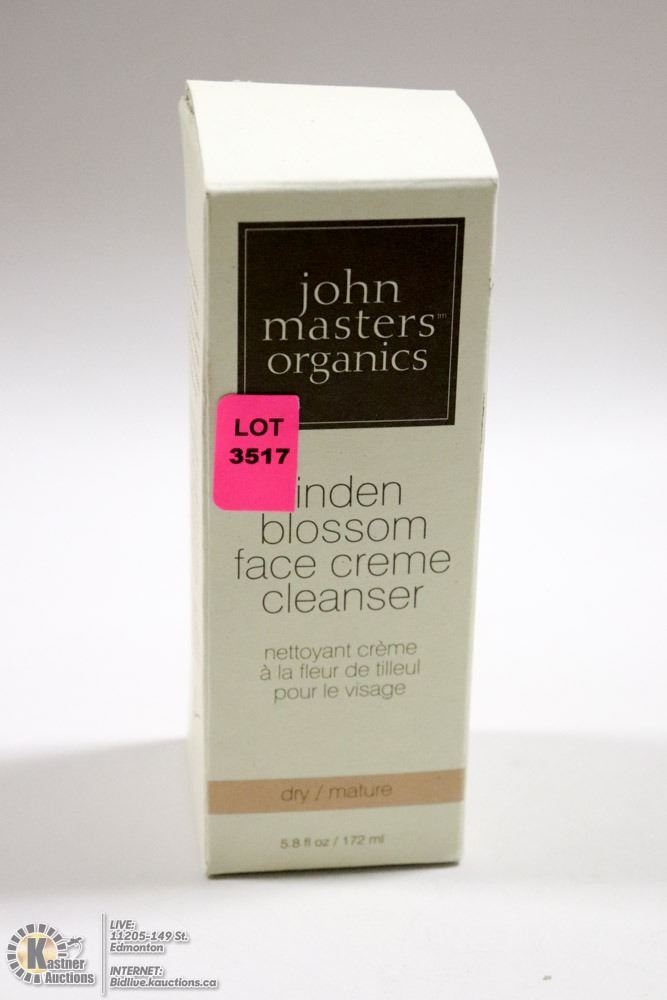 john
masters™
organics
LOT
3517
inden
blossom
face creme
cleanser
nettoyant crème
à la fleur de tilleul
pour le visage
dry / mature
5.8 fl oz / 172 ml
Kastner
Auctions
LIVE:
11205-149 St.
Edmonton
INTERNET:
Bidlive.kauctions.ca